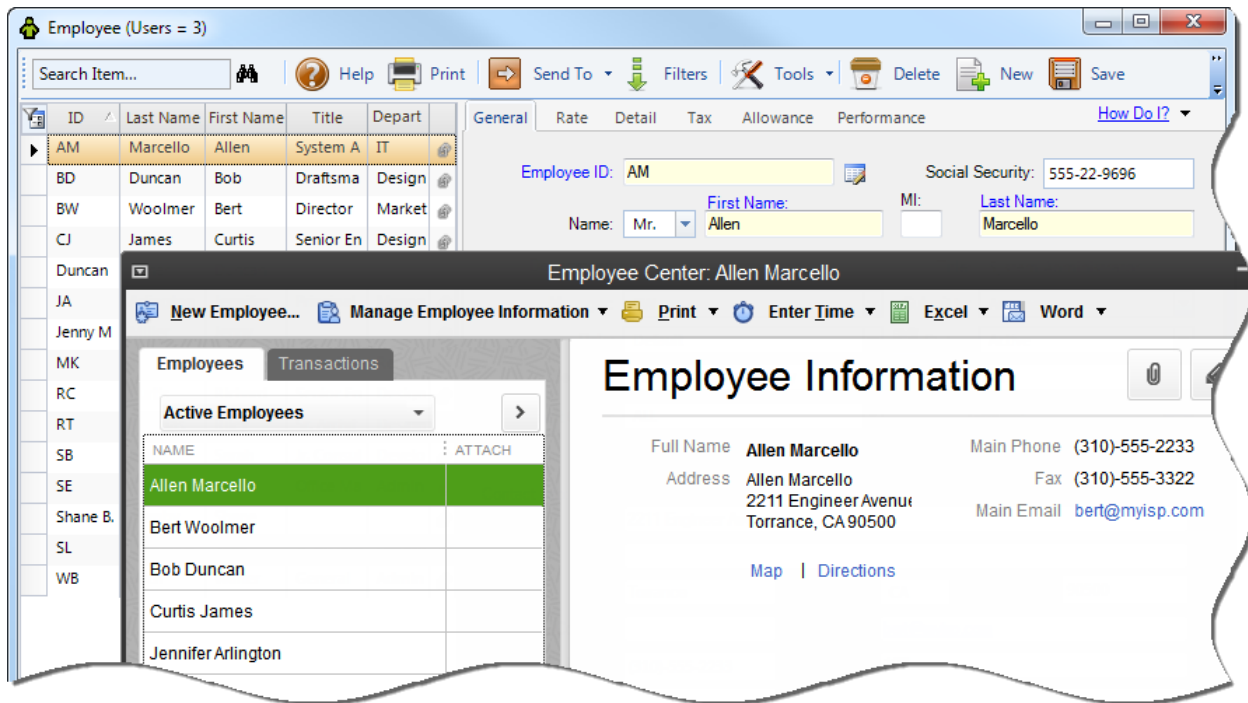 Employee (Users = 3)
Search Item... Help Print Send To Filters Tools Delete New Save
ID Last Name First Name Title Depart General Rate Detail Tax Allowance Performance How Do I?
AM Marcello Allen System A IT
BD Duncan Bob Draftsma Design
BW Woolmer Bert Director Market
CJ James Curtis Senior En Design
Employee ID: AM Social Security: 555-22-9696
First Name: MI: Last Name:
Name: Mr. Allen Marcello
Duncan
JA
Jenny M
MK
RC
RT
SB
SE
Shane B.
SL
WB
Employee Center: Allen Marcello
New Employee... Manage Employee Information Print Enter Time Excel Word
Employees Transactions
Active Employees
NAME ATTACH
Allen Marcello
Bert Woolmer
Bob Duncan
Curtis James
Jennifer Arlington
Employee Information
Full Name Allen Marcello Main Phone (310)-555-2233
Address Allen Marcello Fax (310)-555-3322
2211 Engineer Avenue Main Email bert@myisp.com
Torrance, CA 90500
Map | Directions